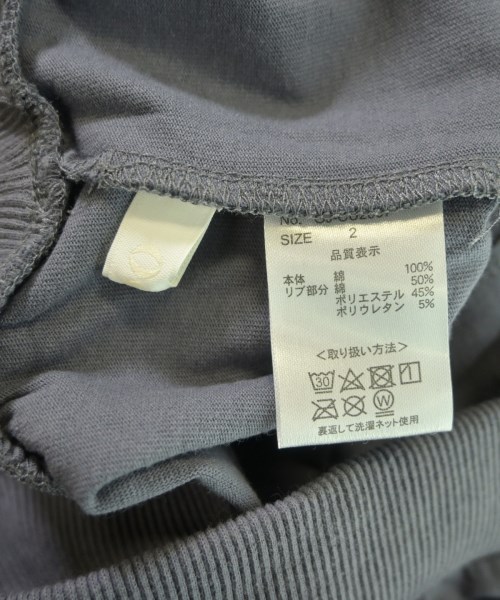 No.
SIZE 2
品質表示
本体 綿 100%
リブ部分 綿 50%
ポリエステル 45%
ポリウレタン 5%
＜取り扱い方法＞
30
W
裏返して洗濯ネット使用